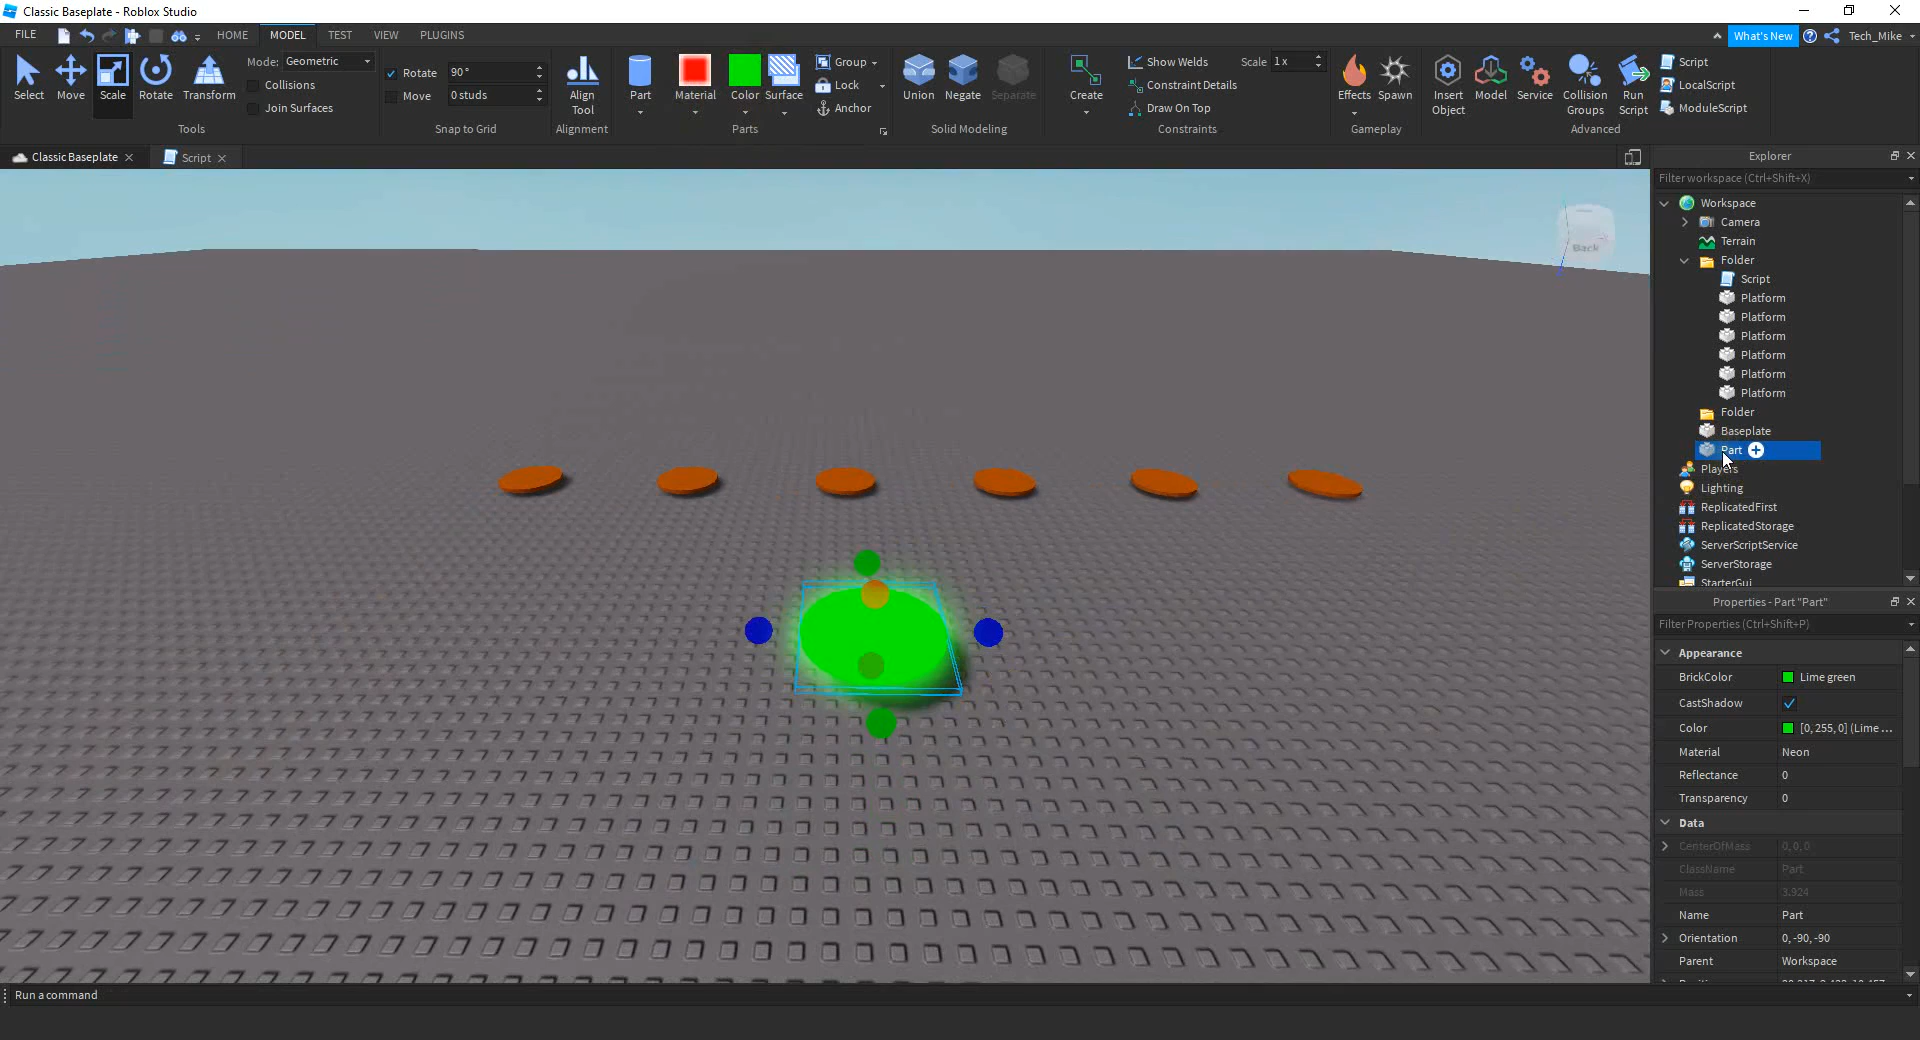 Classic Baseplate - Roblox Studio
FILE
HOME
MODEL
TEST
VIEW
PLUGINS
What's New
Tech_Mike
Select
Move
Scale
Rotate
Transform
Mode: Geometric
Collisions
Join Surfaces
Tools
Rotate 90°
Move 0 studs
Snap to Grid
Align
Tool
Alignment
Part
Material
Color
Surface
Group
Lock
Anchor
Parts
Union
Negate
Separate
Solid Modeling
Create
Show Welds
Constraint Details
Draw On Top
Scale 1 x
Constraints
Effects
Spawn
Gameplay
Insert
Object
Model
Service
Collision
Groups
Run
Script
Script
LocalScript
ModuleScript
Advanced
Classic Baseplate
Script
Back
Explorer
Filter workspace (Ctrl+Shift+X)
Workspace
Camera
Terrain
Folder
Script
Platform
Platform
Platform
Platform
Platform
Platform
Folder
Baseplate
Part
Players
Lighting
ReplicatedFirst
ReplicatedStorage
ServerScriptService
ServerStorage
StarterGui
Properties - Part "Part"
Filter Properties (Ctrl+Shift+P)
Appearance
BrickColor Lime green
CastShadow
Color [0, 255, 0] (Lime ...
Material Neon
Reflectance 0
Transparency 0
Data
CenterOfMass 0, 0, 0
ClassName Part
Mass 3.924
Name Part
Orientation 0, -90, -90
Parent Workspace
Run a command